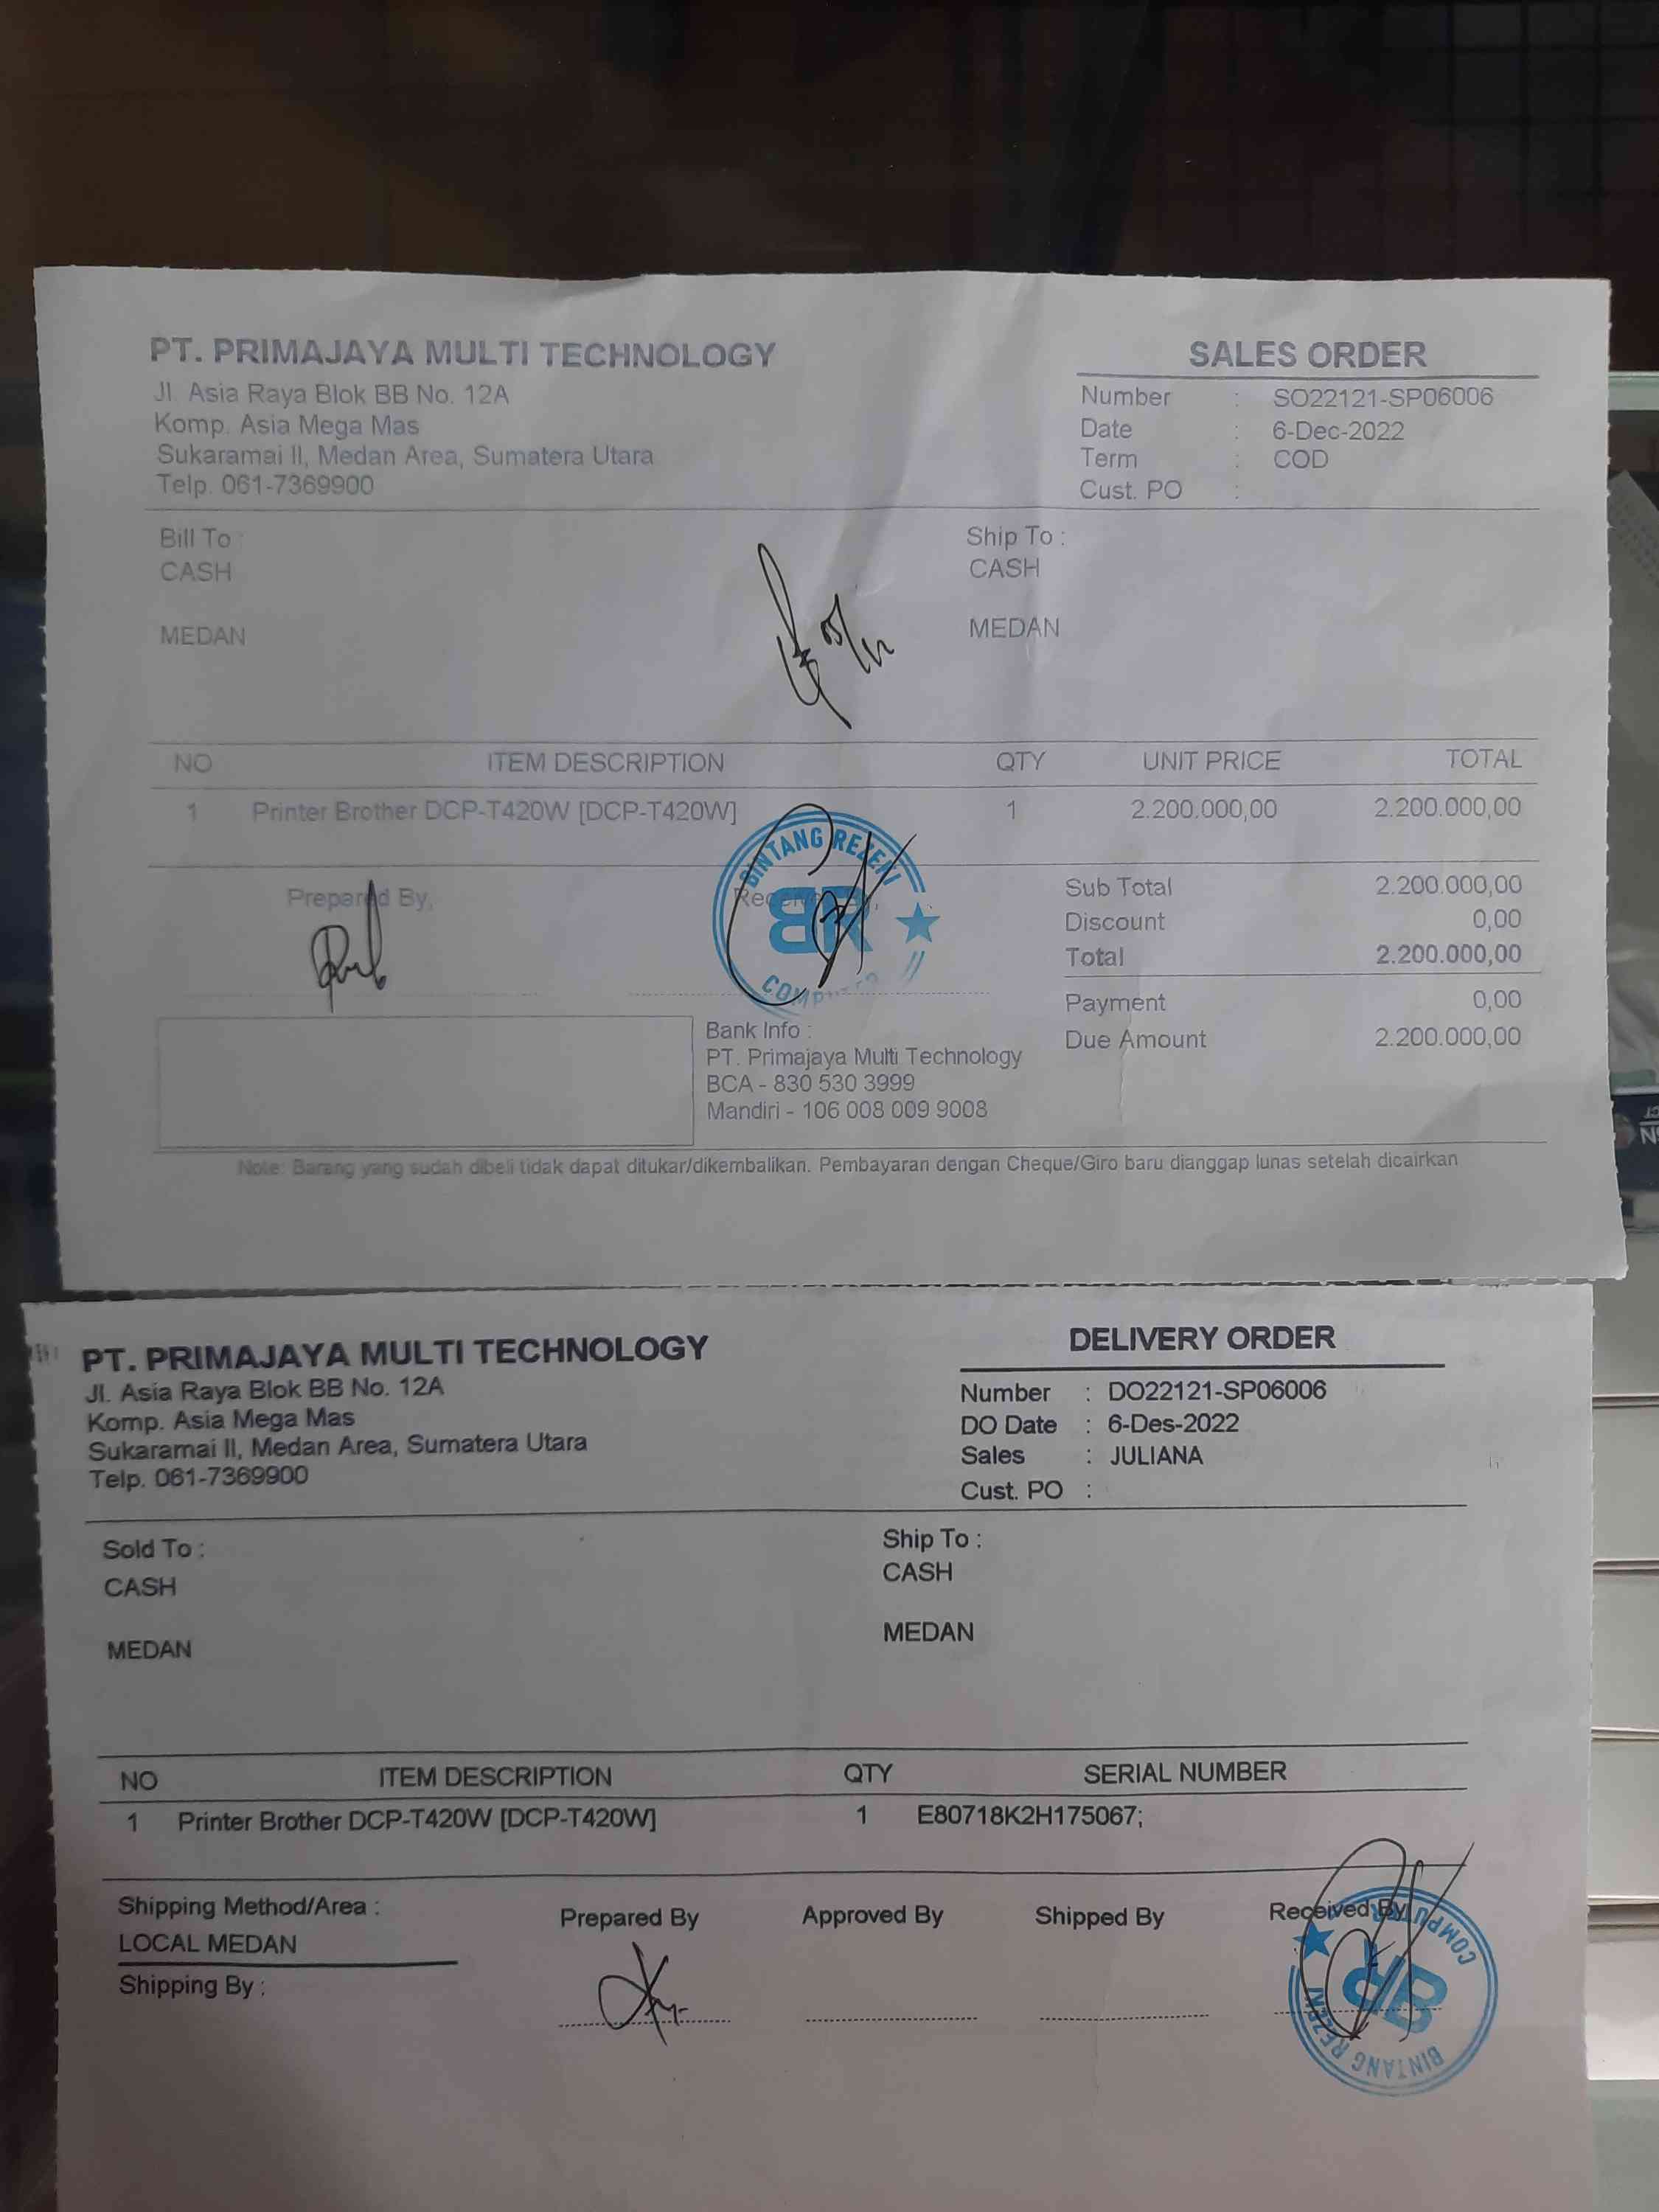 PT. PRIMAJAYA MULTI TECHNOLOGY
Jl. Asia Raya Blok BB No. 12A
Komp. Asia Mega Mas
Sukaramai II, Medan Area, Sumatera Utara
Telp. 061-7369900
SALES ORDER
Number : SO22121-SP06006
Date : 6-Dec-2022
Term : COD
Cust. PO :
Bill To :
CASH
MEDAN
Ship To :
CASH
MEDAN
NO ITEM DESCRIPTION QTY UNIT PRICE TOTAL
1 Printer Brother DCP-T420W [DCP-T420W] 1 2.200.000,00 2.200.000,00
Prepared By,
Received By,
BINTANG REZEKI
BR
COMPUTER
Sub Total 2.200.000,00
Discount 0,00
Total 2.200.000,00
Payment 0,00
Due Amount 2.200.000,00
Bank Info :
PT. Primajaya Multi Technology
BCA - 830 530 3999
Mandiri - 106 008 009 9008
Note: Barang yang sudah dibeli tidak dapat ditukar/dikembalikan. Pembayaran dengan Cheque/Giro baru dianggap lunas setelah dicairkan
PT. PRIMAJAYA MULTI TECHNOLOGY
Jl. Asia Raya Blok BB No. 12A
Komp. Asia Mega Mas
Sukaramai II, Medan Area, Sumatera Utara
Telp. 061-7369900
DELIVERY ORDER
Number : DO22121-SP06006
DO Date : 6-Des-2022
Sales : JULIANA
Cust. PO :
Sold To :
CASH
MEDAN
Ship To :
CASH
MEDAN
NO ITEM DESCRIPTION QTY SERIAL NUMBER
1 Printer Brother DCP-T420W [DCP-T420W] 1 E80718K2H175067;
Shipping Method/Area :
LOCAL MEDAN
Shipping By :
Prepared By
Approved By
Shipped By
Received By
BINTANG REZEKI
BR
COMPUTER